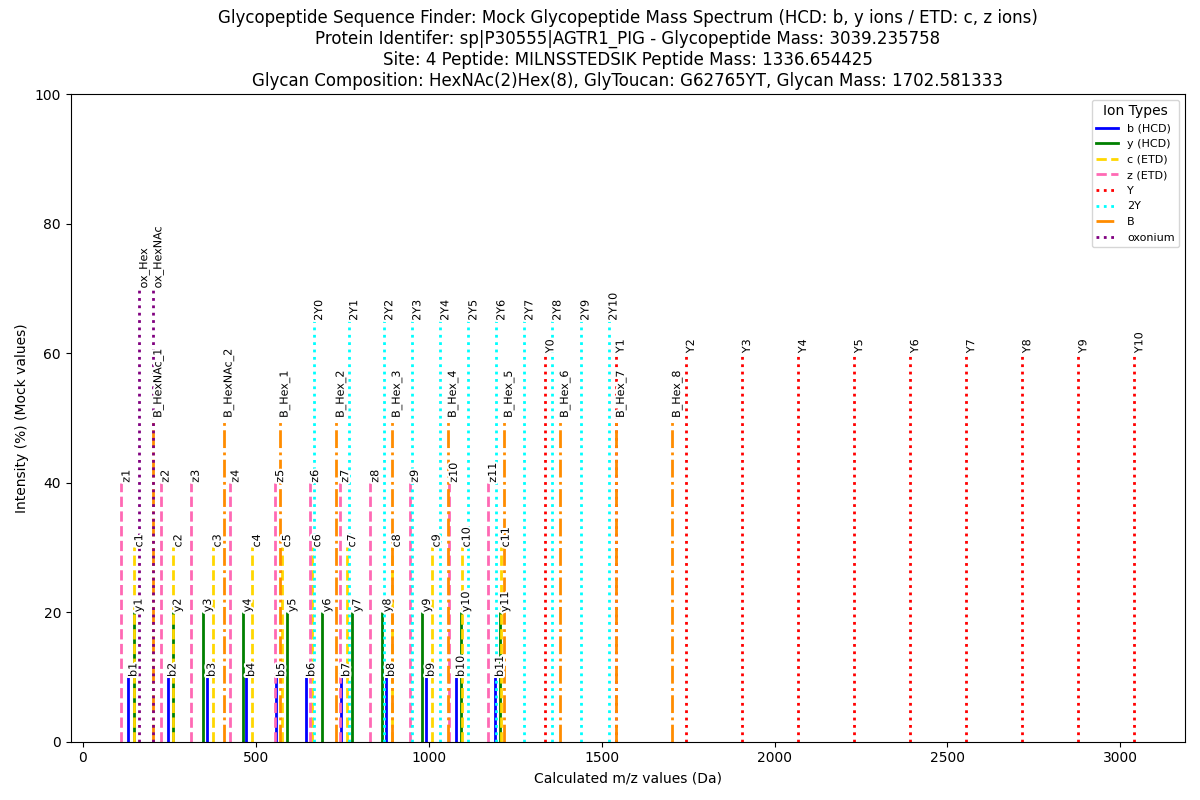 Glycopeptide Sequence Finder: Mock Glycopeptide Mass Spectrum (HCD: b, y ions / ETD: c, z ions)
Protein Identifer: sp|P30555|AGTR1_PIG - Glycopeptide Mass: 3039.235758
Site: 4 Peptide: MILNSSTEDSIK Peptide Mass: 1336.654425
Glycan Composition: HexNAc(2)Hex(8), GlyToucan: G62765YT, Glycan Mass: 1702.581333
Ion Types
b (HCD)
y (HCD)
c (ETD)
z (ETD)
Y
2Y
B
oxonium
Intensity (%) (Mock values)
100
80
60
40
20
0
ox_Hex
ox_HexNAc
2Y0
2Y1
2Y2
2Y3
2Y4
2Y5
2Y6
2Y7
2Y8
2Y9
2Y10
Y0
Y1
Y2
Y3
Y4
Y5
Y6
Y7
Y8
Y9
Y10
B_HexNAc_1
B_HexNAc_2
B_Hex_1
B_Hex_2
B_Hex_3
B_Hex_4
B_Hex_5
B_Hex_6
B_Hex_7
B_Hex_8
z1
z2
z3
z4
z5
z6
z7
z8
z9
z10
z11
c1
c2
c3
c4
c5
c6
c7
c8
c9
c10
c11
y1
y2
y3
y4
y5
y6
y7
y8
y9
y10
y11
b1
b2
b3
b4
b5
b6
b7
b8
b9
b10
b11
0
500
1000
1500
2000
2500
3000
Calculated m/z values (Da)